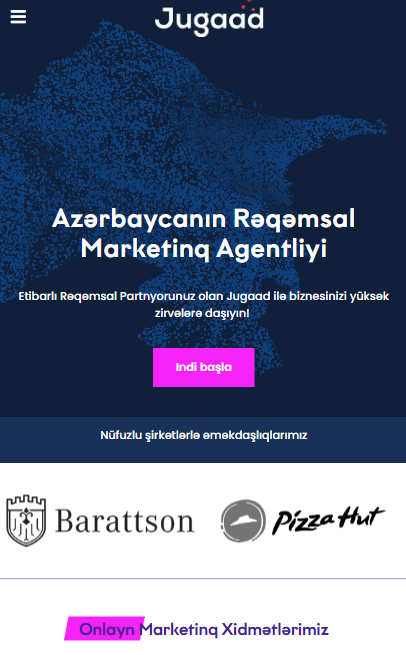 Jugaad
Azərbaycanın Rəqəmsal
Marketinq Agentliyi
Etibarlı Rəqəmsal Partnyorunuz olan Jugaad ilə biznesinizi yüksək
zirvələrə daşıyın!
Indi başla
Nüfuzlu şirkətlərlə əməkdaşlıqlarımız
Barattson
Pizza Hut
Onlayn Marketinq Xidmətlərimiz